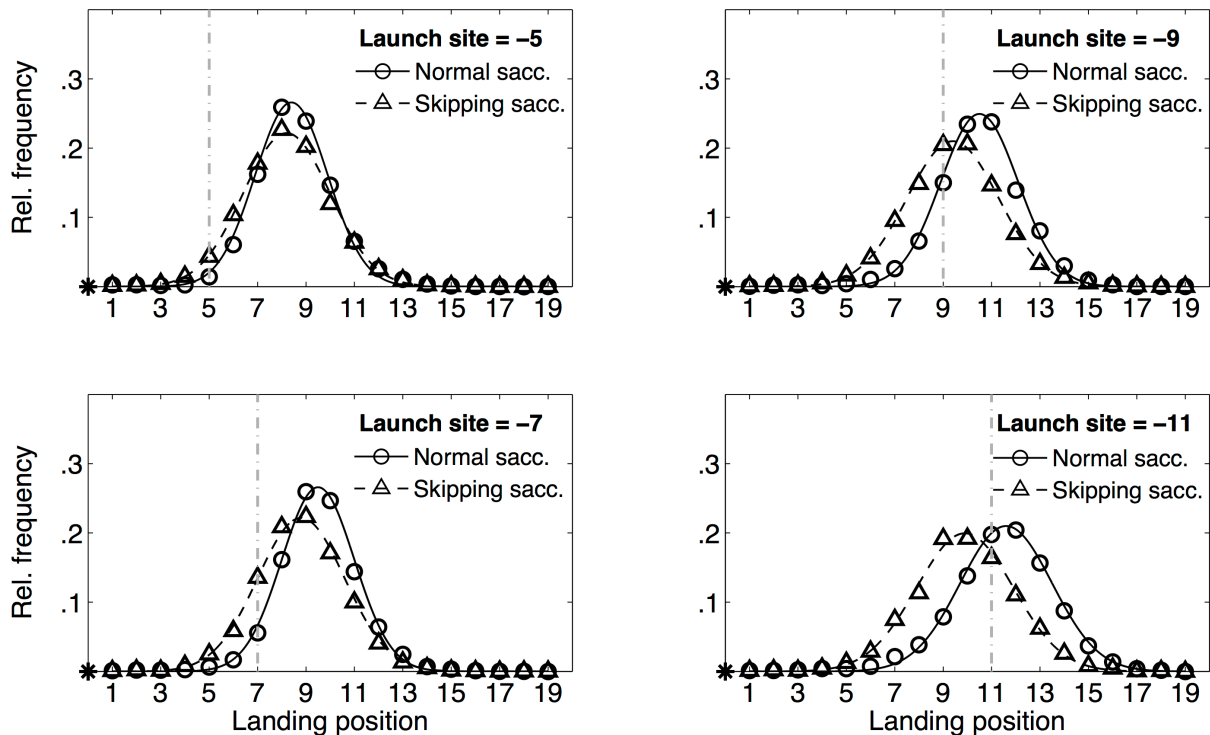 Launch site = −5
Normal sacc.
Skipping sacc.
.3
.2
.1
Rel. frequency
1 3 5 7 9 11 13 15 17 19
Launch site = −9
Normal sacc.
Skipping sacc.
.3
.2
.1
1 3 5 7 9 11 13 15 17 19
Launch site = −7
Normal sacc.
Skipping sacc.
.3
.2
.1
Rel. frequency
1 3 5 7 9 11 13 15 17 19
Landing position
Launch site = −11
Normal sacc.
Skipping sacc.
.3
.2
.1
1 3 5 7 9 11 13 15 17 19
Landing position